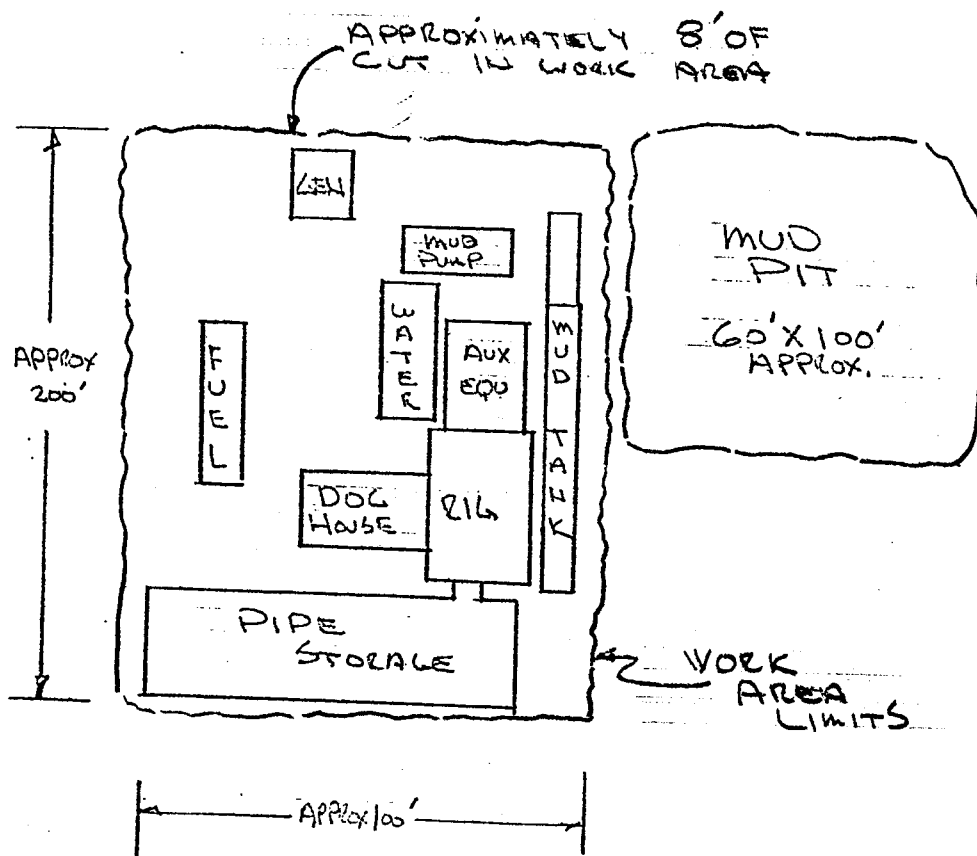 APPROXIMATELY 8' OF
CUT IN WORK AREA
GEN
MUD
PUMP
MUD
PIT
60' X 100'
APPROX.
WATER
AUX
EQU
MUD TANK
FUEL
APPROX
200'
DOG
HOUSE
RIG
PIPE
STORAGE
WORK
AREA
LIMITS
APPROX 100'